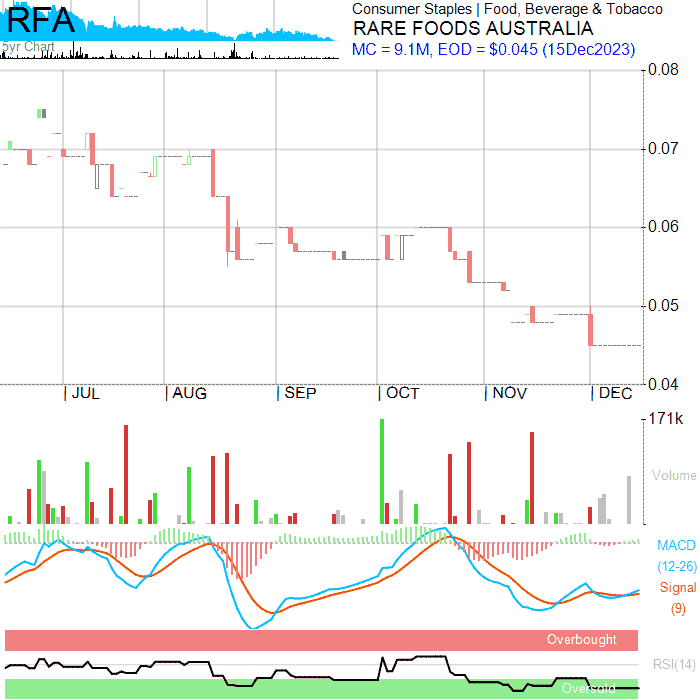 RFA
Consumer Staples | Food, Beverage & Tobacco
RARE FOODS AUSTRALIA
MC = 9.1M, EOD = $0.045 (15Dec2023)
5yr Chart
0.08
0.07
0.06
0.05
0.04
| JUL
| AUG
| SEP
| OCT
| NOV
| DEC
171k
Volume
MACD
(12-26)
Signal
(9)
Overbought
RSI(14)
Oversold